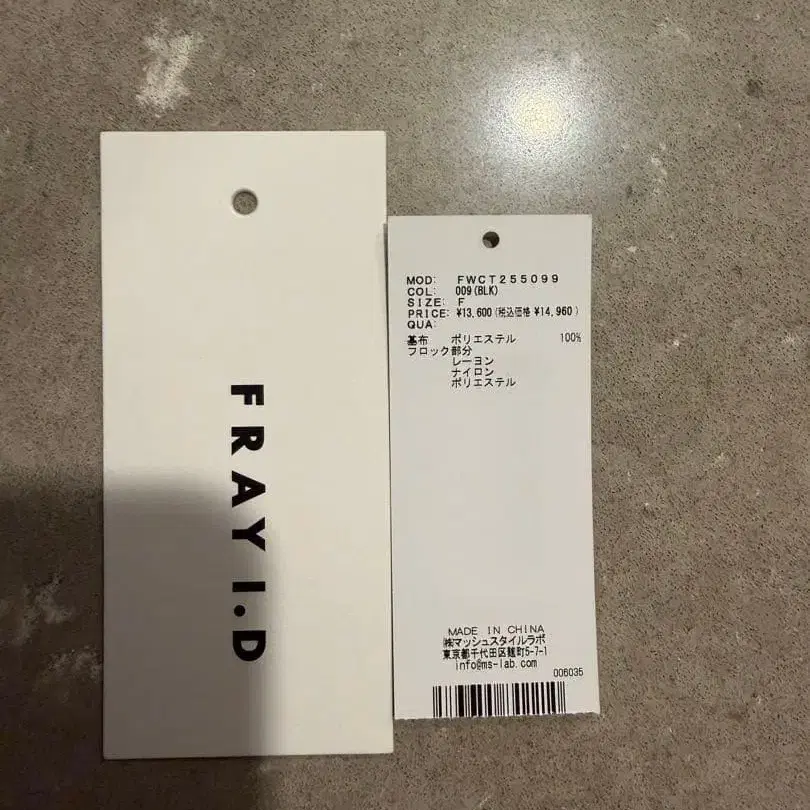 FRAY I.D
MOD: FWCT255099
COL: 009(BLK)
SIZE: F
PRICE: ¥13,600(税込価格 ¥14,960)
QUA:
基布 ポリエステル 100%
フロック部分
レーヨン
ナイロン
ポリエステル
MADE IN CHINA
㈱マッシュスタイルラボ
東京都千代田区麹町5-7-1
info@ms-lab.com
006035